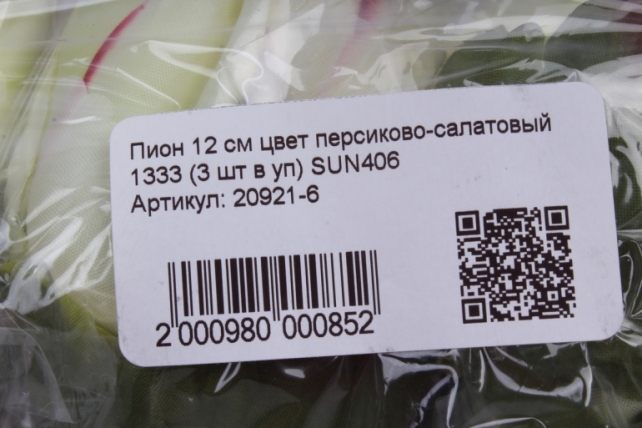 Пион 12 см цвет персиково-салатовый
1333 (3 шт в уп) SUN406
Артикул: 20921-6
2 000980 000852